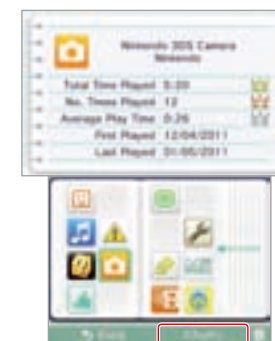 Nintendo 3DS Camera
Nintendo
Total Time Played 5:20
No. Times Played 12
Average Play Time 0:26
First Played 12/04/2011
Last Played 01/05/2011